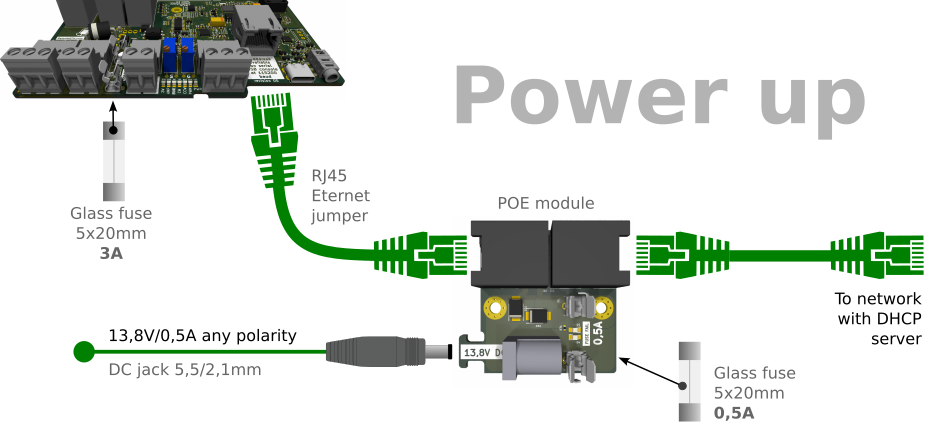 Power up
RJ45
Eternet
jumper
Glass fuse
5x20mm
3A
POE module
To network
with DHCP
server
13,8V/0,5A any polarity
DC jack 5,5/2,1mm
13,8V D
0,5A
Glass fuse
5x20mm
0,5A